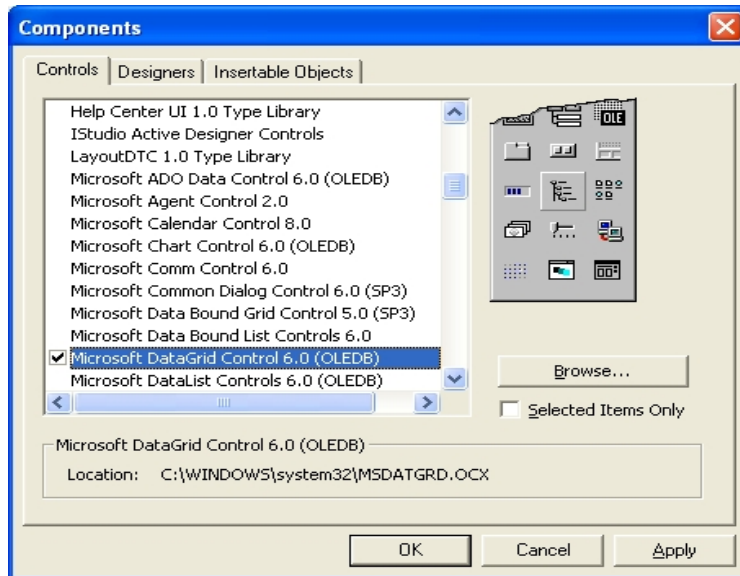 Components
Controls Designers Insertable Objects
Help Center UI 1.0 Type Library
IStudio Active Designer Controls
LayoutDTC 1.0 Type Library
Microsoft ADO Data Control 6.0 (OLEDB)
Microsoft Agent Control 2.0
Microsoft Calendar Control 8.0
Microsoft Chart Control 6.0 (OLEDB)
Microsoft Comm Control 6.0
Microsoft Common Dialog Control 6.0 (SP3)
Microsoft Data Bound Grid Control 5.0 (SP3)
Microsoft Data Bound List Controls 6.0
Microsoft DataGrid Control 6.0 (OLEDB)
Microsoft DataList Controls 6.0 (OLEDB)
OLE
Browse...
Selected Items Only
Microsoft DataGrid Control 6.0 (OLEDB)
Location: C:\WINDOWS\system32\MSDATGRD.OCX
OK Cancel Apply